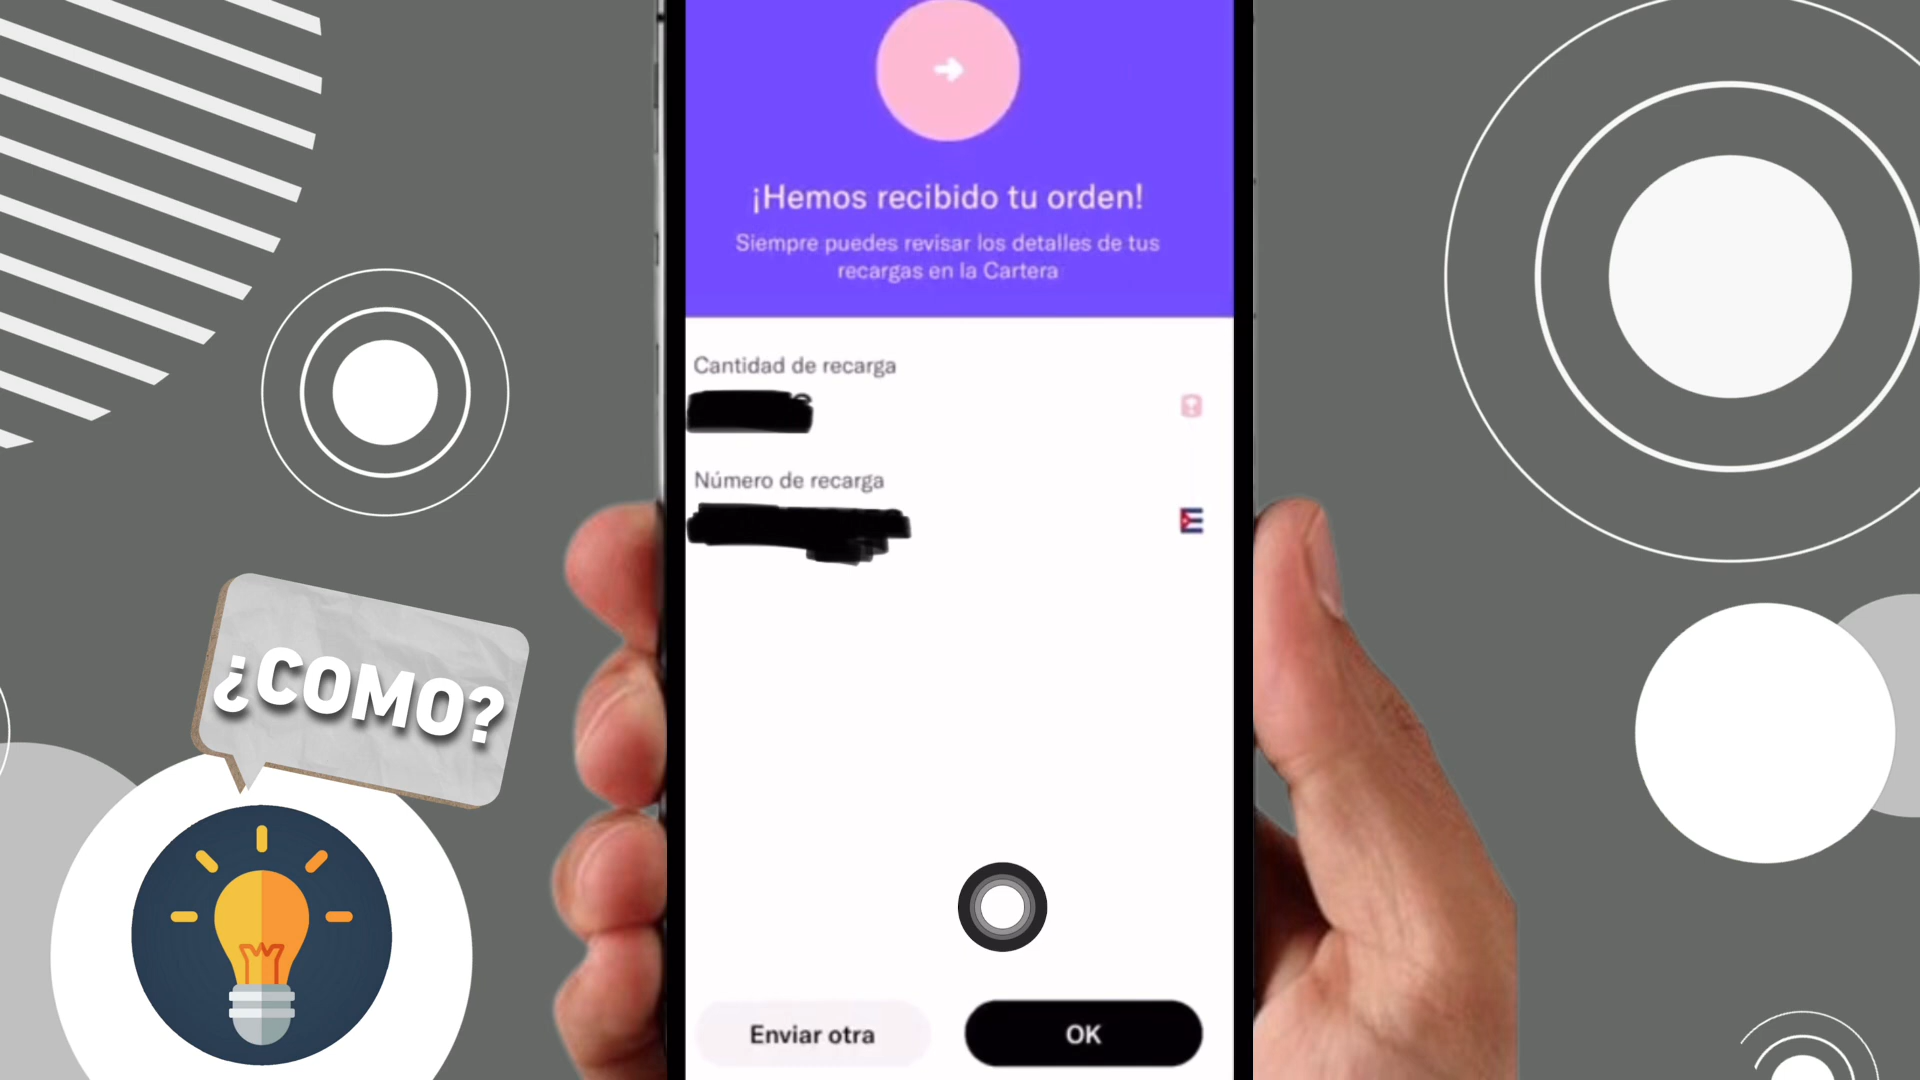 ¡Hemos recibido tu orden!
Siempre puedes revisar los detalles de tus
recargas en la Cartera
Cantidad de recarga
Número de recarga
¿COMO?
Enviar otra
OK